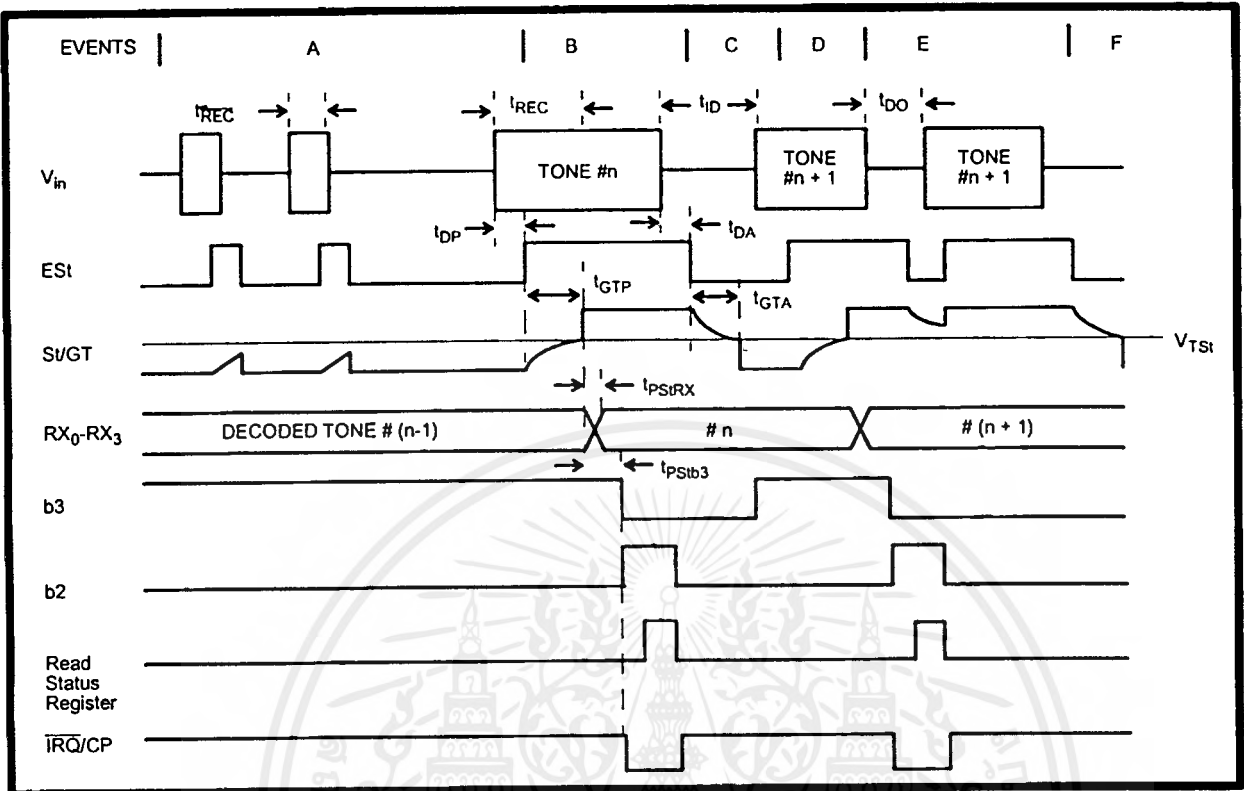 EVENTS A B C D E F
tREC tREC tID tDO
Vin TONE #n TONE #n + 1 TONE #n + 1
tDP tDA
ESt
tGTP tGTA
St/GT VTSt
tPStRX
RX0-RX3 DECODED TONE # (n-1) # n # (n + 1)
tPStb3
b3
b2
Read
Status
Register
IRQ/CP